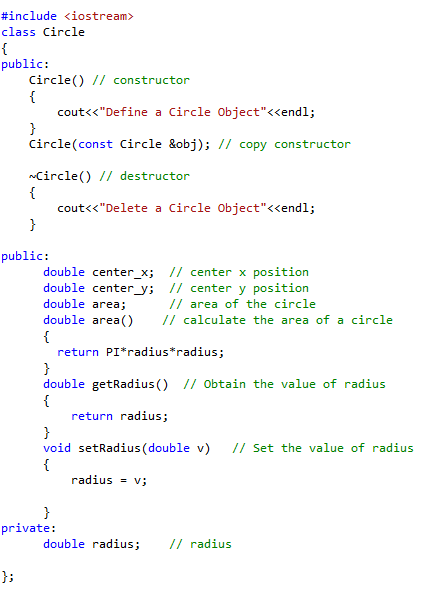 #include <iostream>
class Circle
{
public:
    Circle() // constructor
    {
        cout<<"Define a Circle Object"<<endl;
    }
    Circle(const Circle &obj); // copy constructor

    ~Circle() // destructor
    {
        cout<<"Delete a Circle Object"<<endl;
    }

public:
      double center_x;  // center x position
      double center_y;  // center y position
      double area;      // area of the circle
      double area()    // calculate the area of a circle
      {
        return PI*radius*radius;
      }
      double getRadius()  // Obtain the value of radius
      {
          return radius;
      }
      void setRadius(double v)   // Set the value of radius
      {
          radius = v;

      }
private:
      double radius;    // radius

};